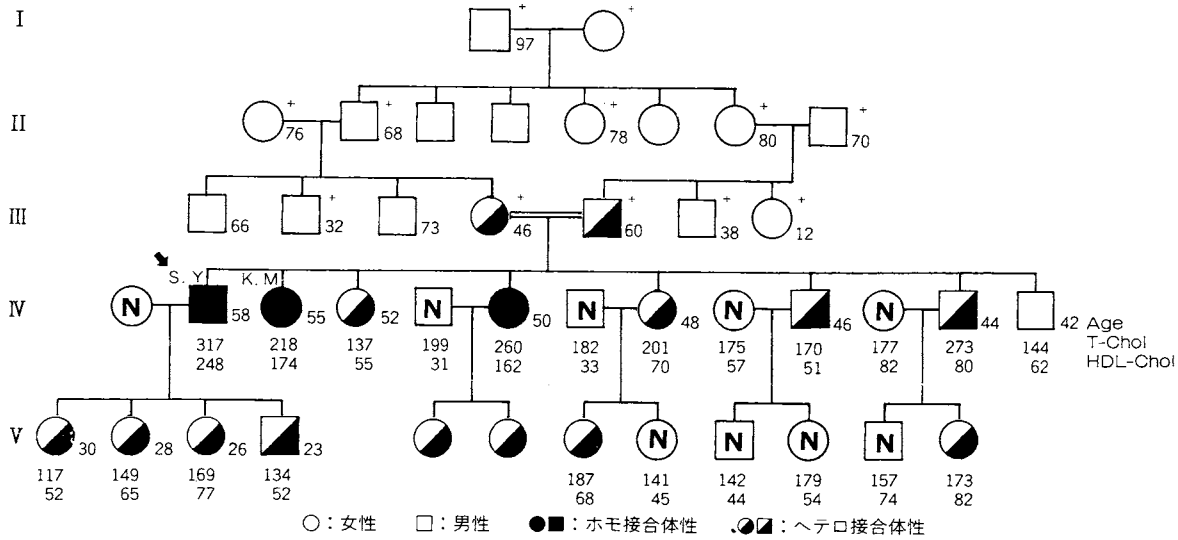 I
97
II
76 68 78 80 70
III
66 32 73 46 60 38 12
S. Y K. M
IV
N 58 55 52 N 50 N 48 N 46 N 44 42 Age
317 218 137 199 260 182 201 175 170 177 273 144 T-Chol
248 174 55 31 162 33 70 57 51 82 80 62 HDL-Chol
V
30 28 26 23 N N N N
117 149 169 134 187 141 142 179 157 173
52 65 77 52 68 45 44 54 74 82
○：女性 □：男性 ●■：ホモ接合体性 ：ヘテロ接合体性